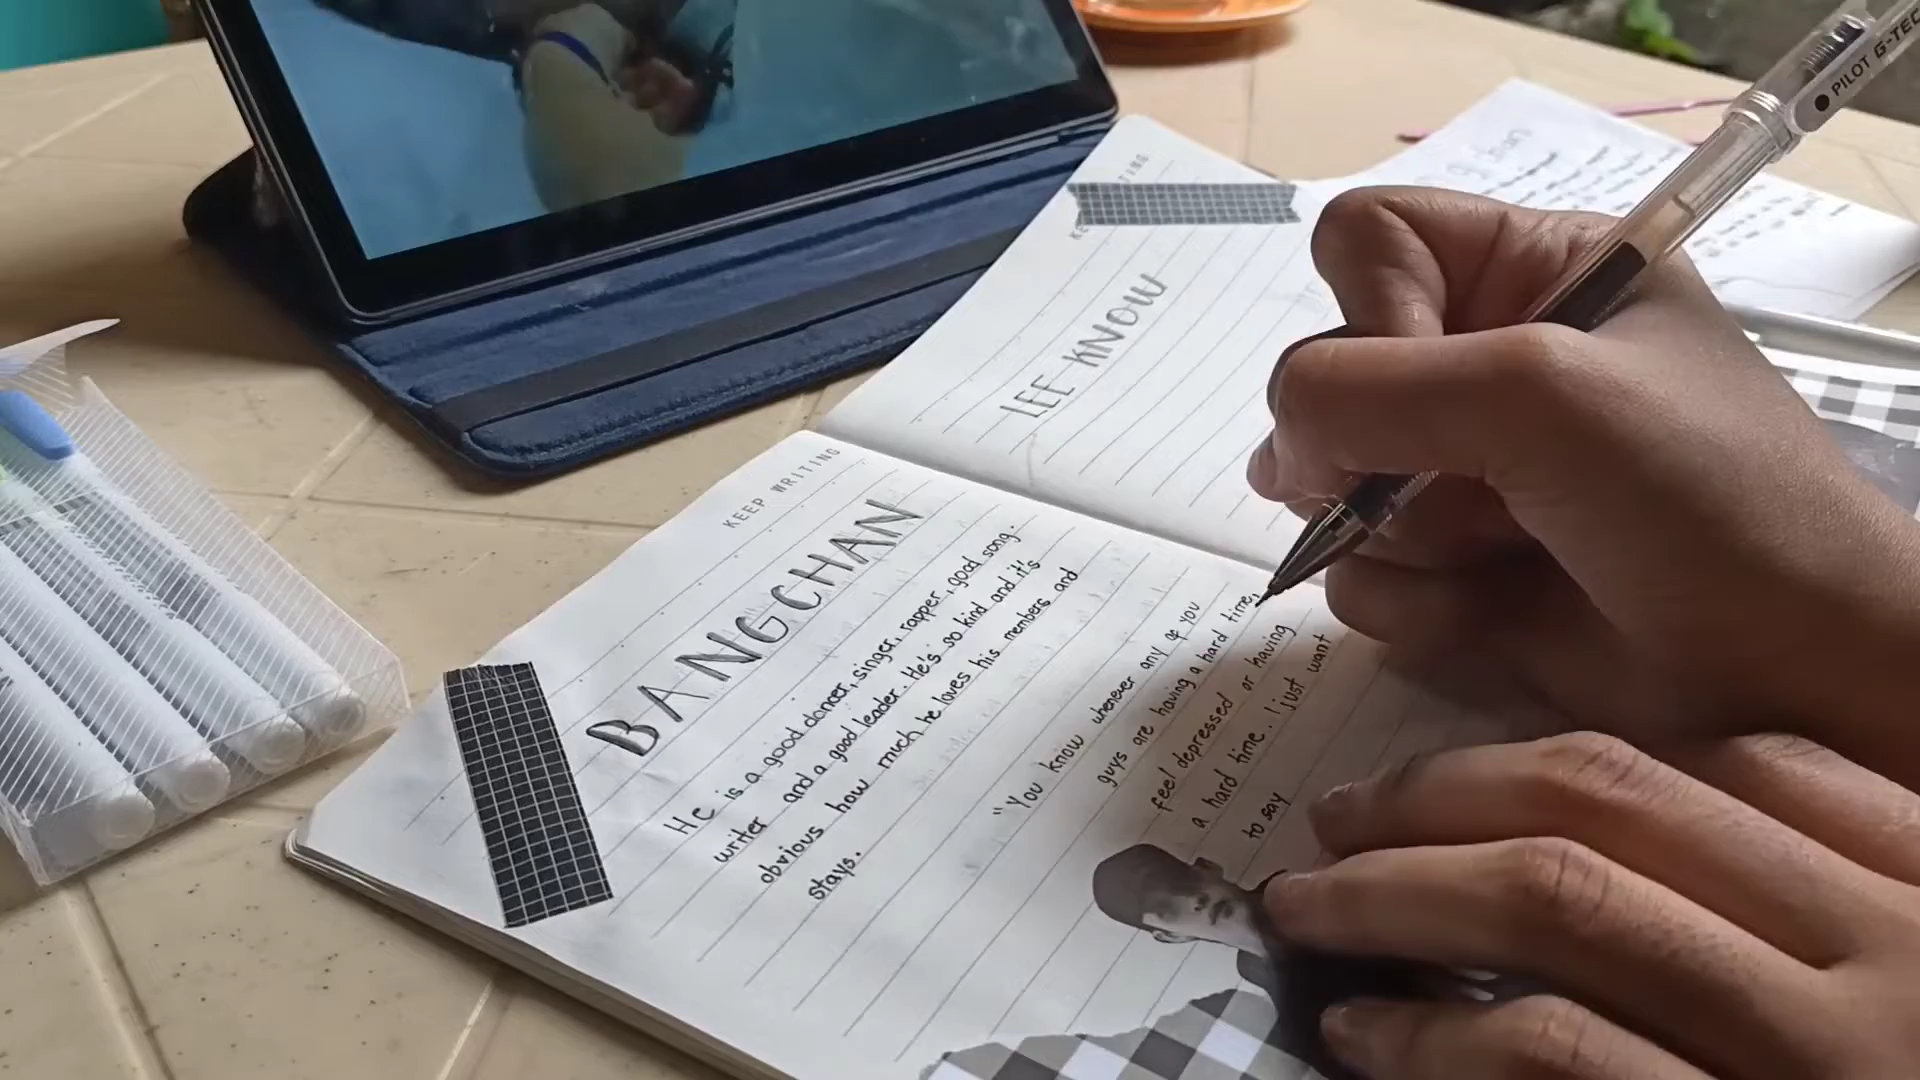 KEEP WRITING
BANGCHAN
He is a good dancer, singer, rapper, good song-
writer and a good leader. He's so kind and it's
obvious how much he loves his members and
stays.
"You know whenever any of you
guys are having a hard time,
feel depressed or having
a hard time. I just want
to say
LEE KNOW
PILOT G-TEC